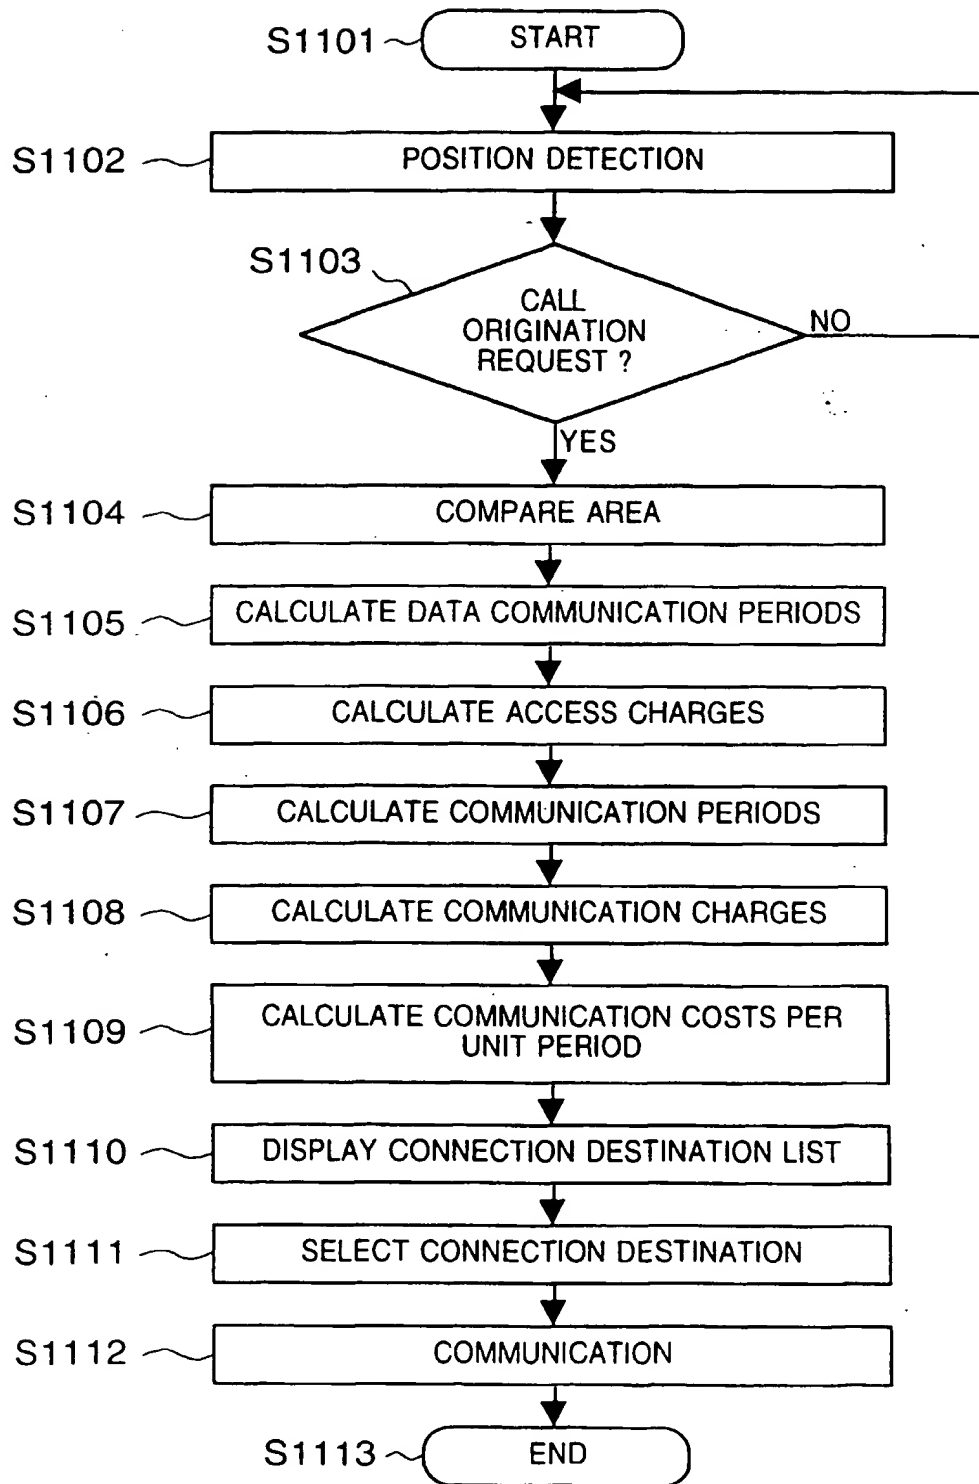 S1101
START
S1102
POSITION DETECTION
S1103
CALL
ORIGINATION
REQUEST ?
NO
YES
S1104
COMPARE AREA
S1105
CALCULATE DATA COMMUNICATION PERIODS
S1106
CALCULATE ACCESS CHARGES
S1107
CALCULATE COMMUNICATION PERIODS
S1108
CALCULATE COMMUNICATION CHARGES
S1109
CALCULATE COMMUNICATION COSTS PER
UNIT PERIOD
S1110
DISPLAY CONNECTION DESTINATION LIST
S1111
SELECT CONNECTION DESTINATION
S1112
COMMUNICATION
S1113
END